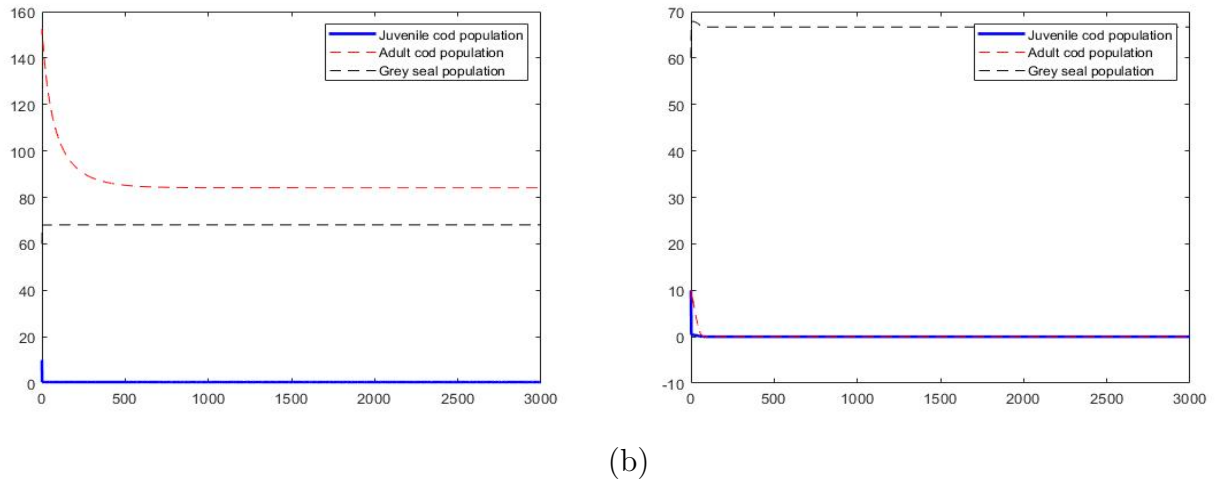 160
140
120
100
80
60
40
20
0
0 500 1000 1500 2000 2500 3000
Juvenile cod population
Adult cod population
Grey seal population
70
60
50
40
30
20
10
0
-10
0 500 1000 1500 2000 2500 3000
Juvenile cod population
Adult cod population
Grey seal population
(b)